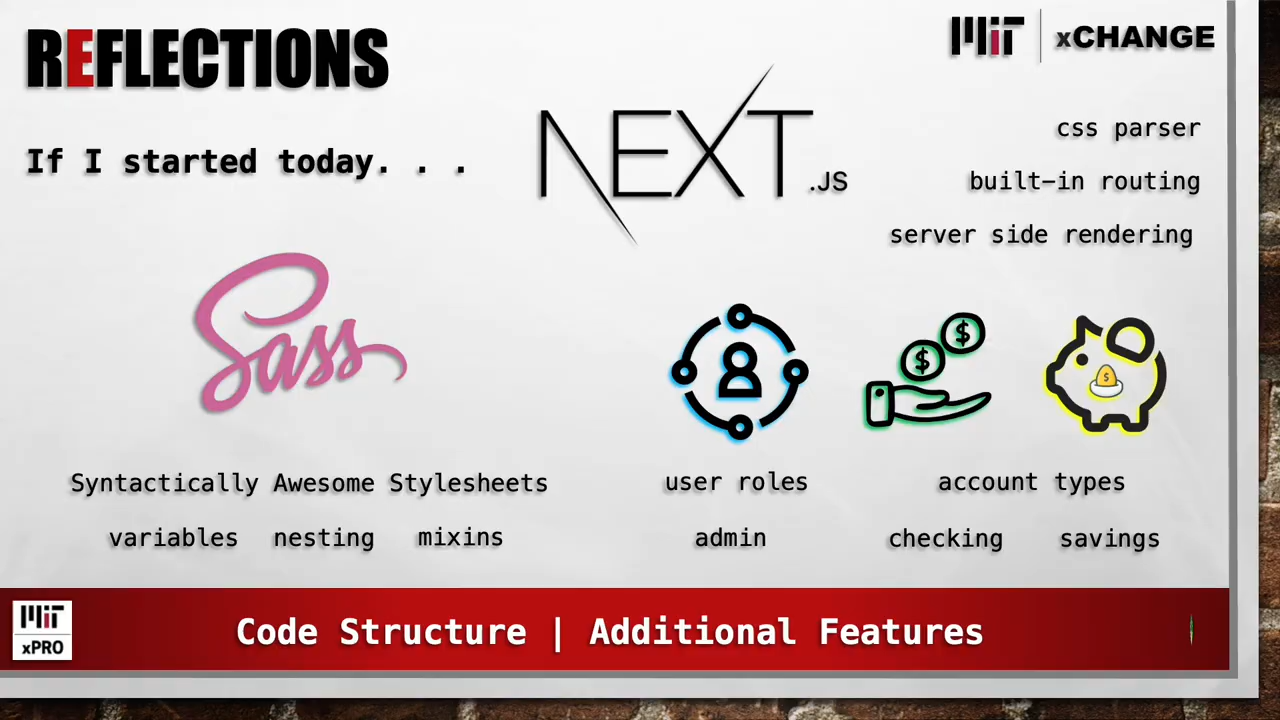 REFLECTIONS
MiT xCHANGE
If I started today. . .
NEXT.JS
css parser
built-in routing
server side rendering
Sass
$ $ $
Syntactically Awesome Stylesheets
variables nesting mixins
user roles
admin
account types
checking savings
MiT
xPRO
Code Structure | Additional Features